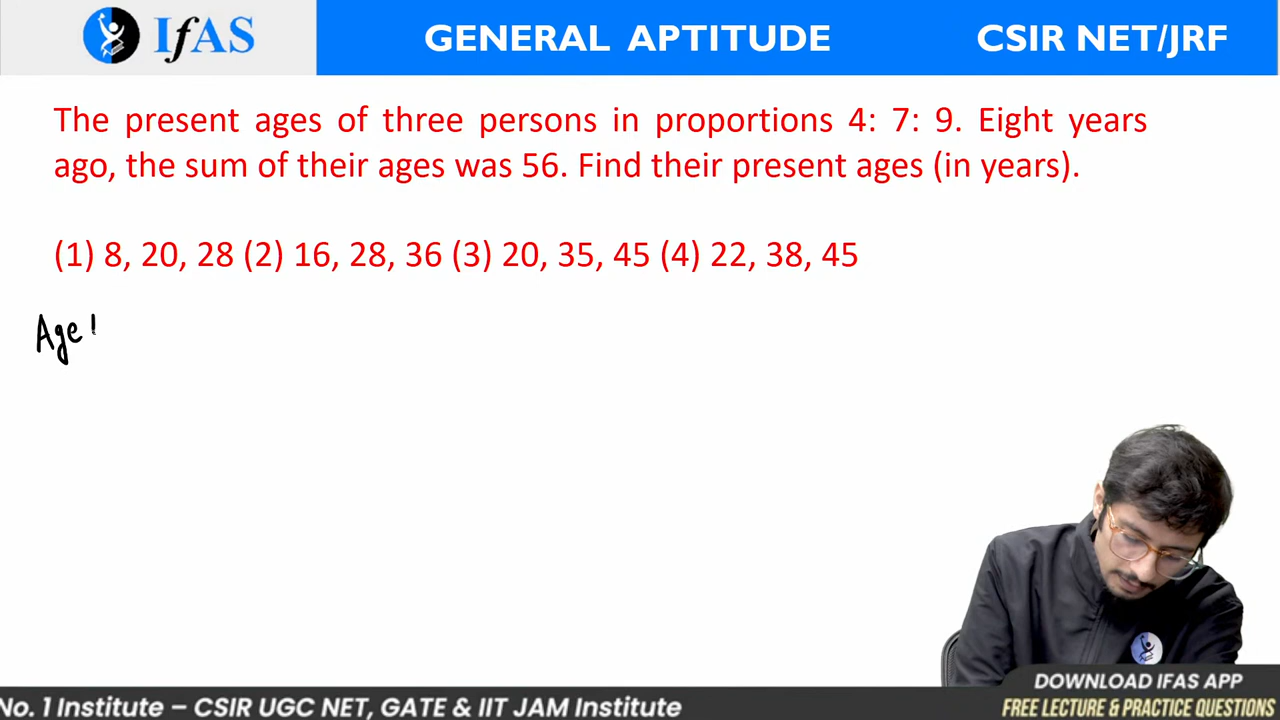 IfAS
GENERAL APTITUDE
CSIR NET/JRF
The present ages of three persons in proportions 4: 7: 9. Eight years
ago, the sum of their ages was 56. Find their present ages (in years).
(1) 8, 20, 28 (2) 16, 28, 36 (3) 20, 35, 45 (4) 22, 38, 45
Age
DOWNLOAD IFAS APP
No. 1 Institute – CSIR UGC NET, GATE & IIT JAM Institute
FREE LECTURE & PRACTICE QUESTIONS